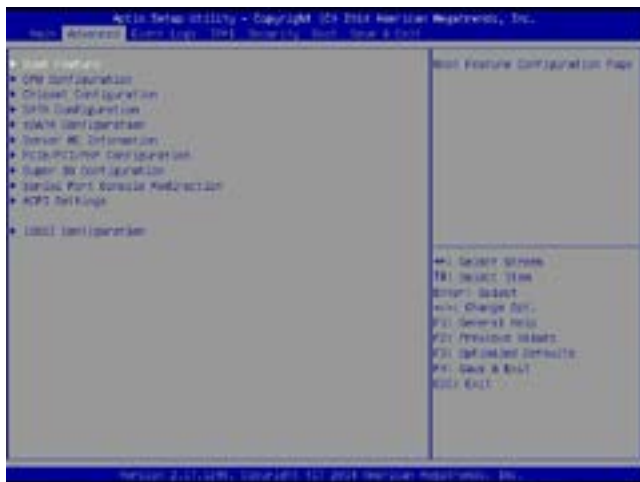 Aptio Setup Utility - Copyright (C) 2014 American Megatrends, Inc.
Main Advanced Event Logs IPMI Security Boot Save & Exit
Boot Feature
CPU Configuration
Chipset Configuration
SATA Configuration
sSATA Configuration
Server ME Information
PCIe/PCI/PnP Configuration
Super IO Configuration
Serial Port Console Redirection
ACPI Settings
iSCSI Configuration
Boot Feature Configuration Page
: Select Screen
: Select Item
Enter: Select
+/-: Change Opt.
F1: General Help
F2: Previous Values
F3: Optimized Defaults
F4: Save & Exit
ESC: Exit
Version 2.17.1249. Copyright (C) 2014 American Megatrends, Inc.